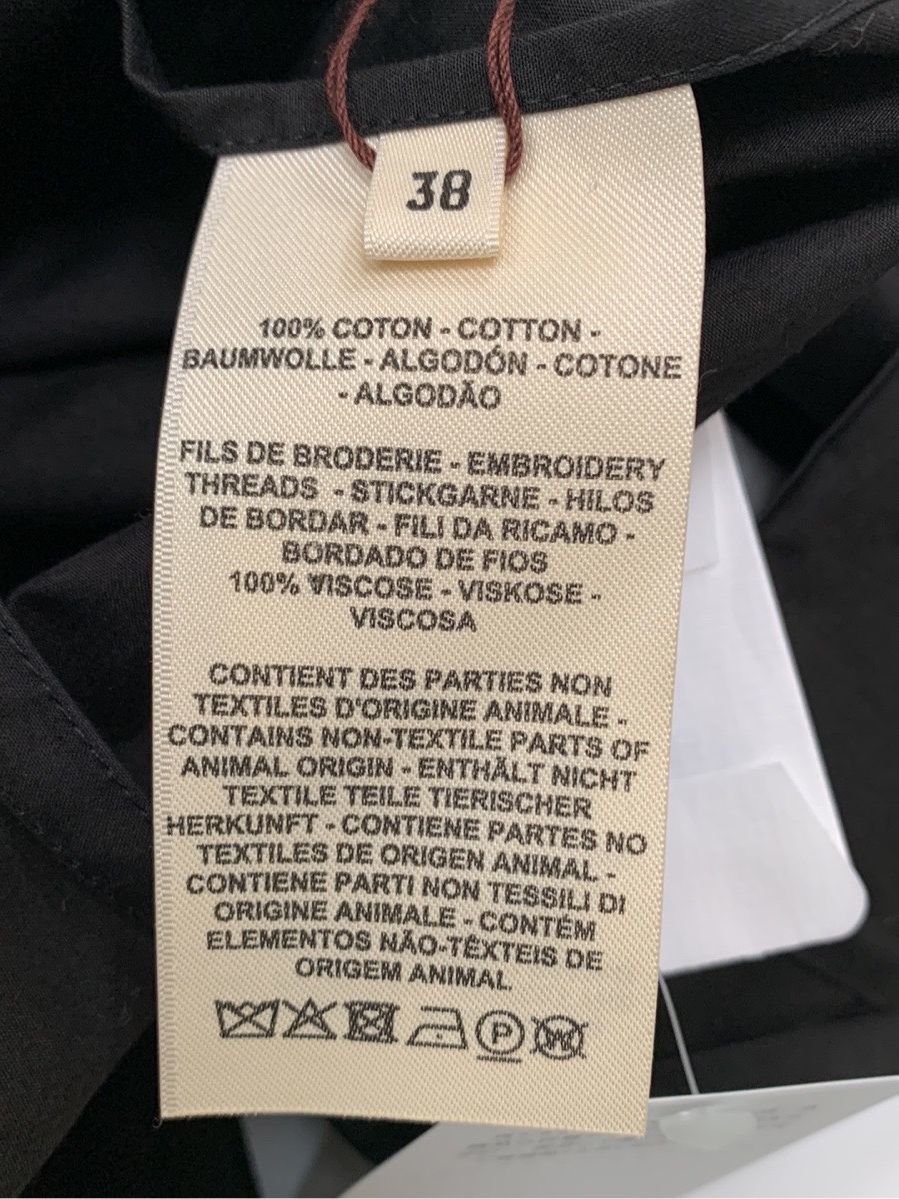 38
100% COTON - COTTON -
BAUMWOLLE - ALGODÓN - COTONE
- ALGODÃO
FILS DE BRODERIE - EMBROIDERY
THREADS - STICKGARNE - HILOS
DE BORDAR - FILI DA RICAMO -
BORDADO DE FIOS
100% VISCOSE - VISKOSE -
VISCOSA
CONTIENT DES PARTIES NON
TEXTILES D'ORIGINE ANIMALE -
CONTAINS NON-TEXTILE PARTS OF
ANIMAL ORIGIN - ENTHÄLT NICHT
TEXTILE TEILE TIERISCHER
HERKUNFT - CONTIENE PARTES NO
TEXTILES DE ORIGEN ANIMAL -
CONTIENE PARTI NON TESSILI DI
ORIGINE ANIMALE - CONTÉM
ELEMENTOS NÃO-TÊXTEIS DE
ORIGEM ANIMAL
P W